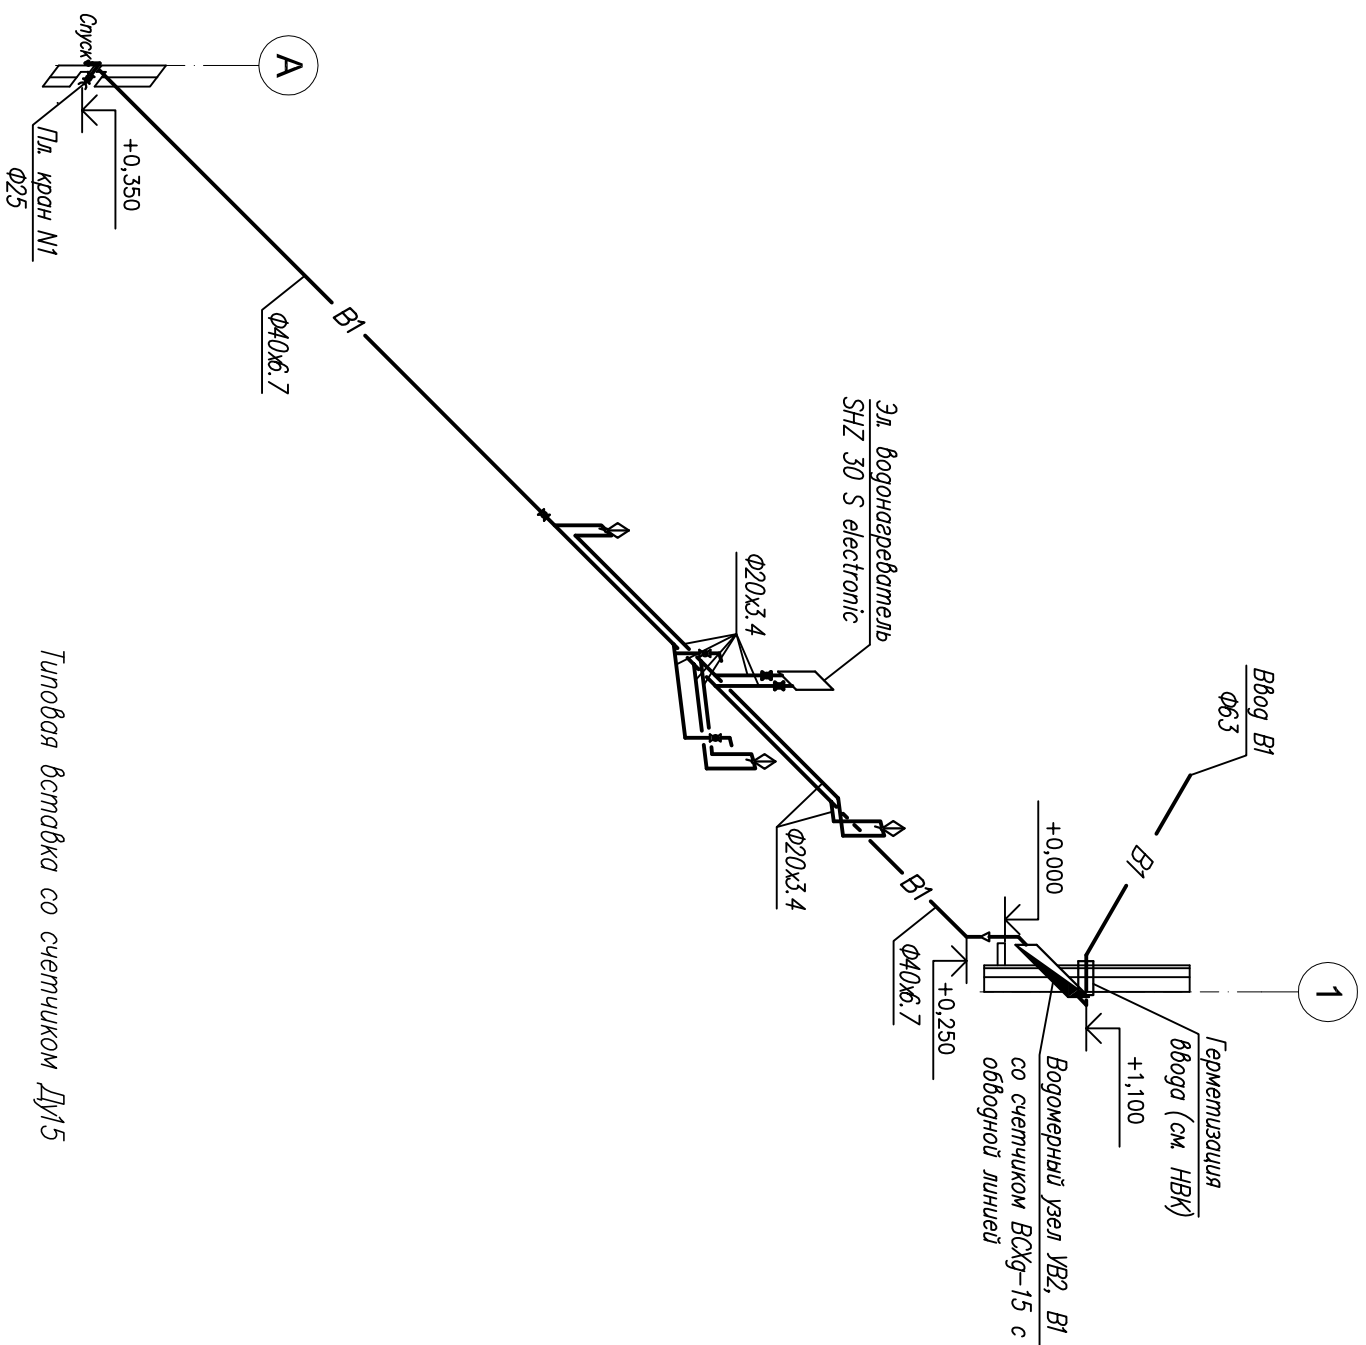 А
Спуск
+0,350
Пл. кран N1
Ф25
В1
Ф40х6.7
Эл. водонагреватель
SHZ 30 S electronic
Ф20х3.4
Ф20х3.4
Ввод В1
Ф63
В1
+0,000
1
В1
Ф40х6.7
+0,250
+1,100
Герметизация
ввода (см. НВК)
Водомерный узел УВ2, В1
со счетчиком ВСХд-15 с
обводной линией
Типовая вставка со счетчиком Ду15